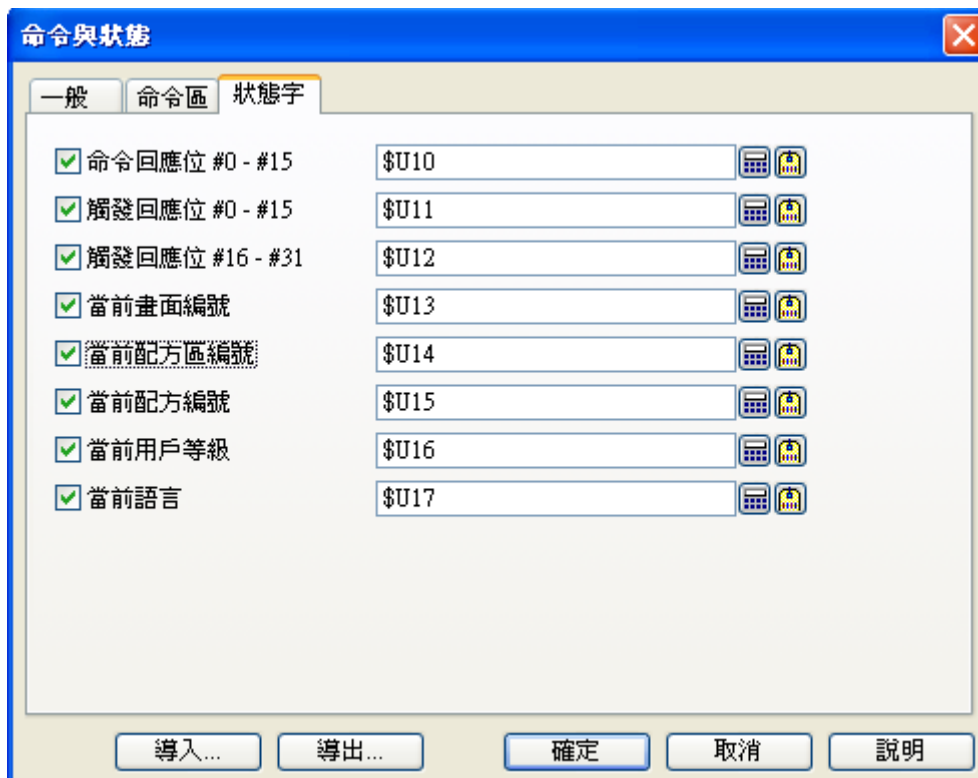 命令與狀態
一般 命令區 狀態字
命令回應位 #0 - #15 $U10
觸發回應位 #0 - #15 $U11
觸發回應位 #16 - #31 $U12
當前畫面編號 $U13
當前配方區編號 $U14
當前配方編號 $U15
當前用戶等級 $U16
當前語言 $U17
導入... 導出... 確定 取消 說明